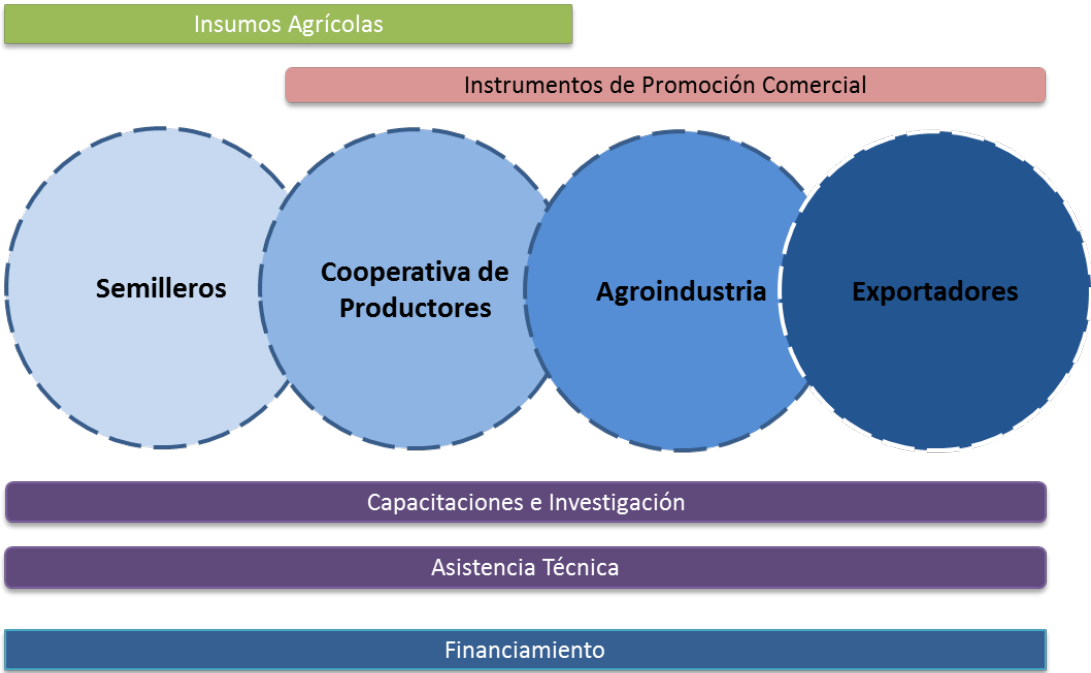 Insumos Agrícolas
Instrumentos de Promoción Comercial
Semilleros
Cooperativa de
Productores
Agroindustria
Exportadores
Capacitaciones e Investigación
Asistencia Técnica
Financiamiento